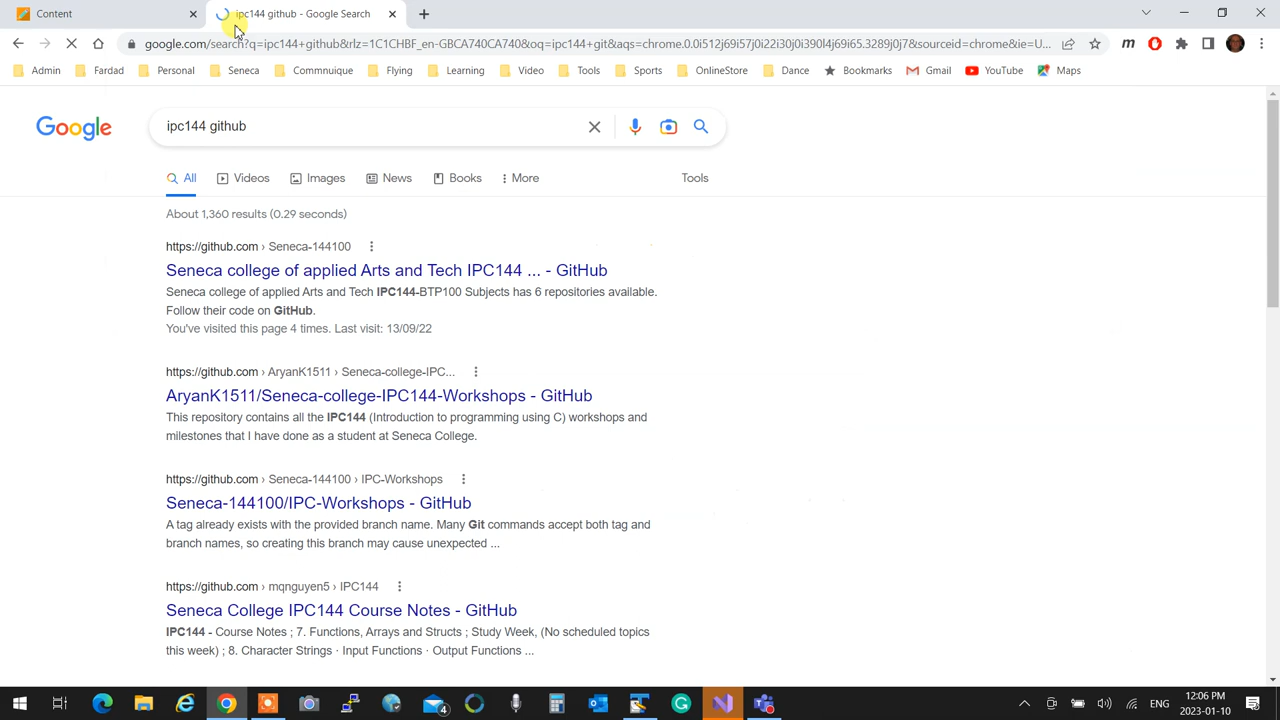 Content
ipc144 github - Google Search
google.com/search?q=ipc144+github&rlz=1C1CHBF_en-GBCA740CA740&oq=ipc144+git&aqs=chrome.0.0i512j69i57j0i22i30j0i390l4j69i65.3289j0j7&sourceid=chrome&ie=U...
Admin Fardad Personal Seneca Commnuique Flying Learning Video Tools Sports OnlineStore Dance Bookmarks Gmail YouTube Maps
Google
ipc144 github
All Videos Images News Books More Tools
About 1,360 results (0.29 seconds)
https://github.com › Seneca-144100
Seneca college of applied Arts and Tech IPC144 ... - GitHub
Seneca college of applied Arts and Tech IPC144-BTP100 Subjects has 6 repositories available.
Follow their code on GitHub.
You've visited this page 4 times. Last visit: 13/09/22
https://github.com › AryanK1511 › Seneca-college-IPC...
AryanK1511/Seneca-college-IPC144-Workshops - GitHub
This repository contains all the IPC144 (Introduction to programming using C) workshops and
milestones that I have done as a student at Seneca College.
https://github.com › Seneca-144100 › IPC-Workshops
Seneca-144100/IPC-Workshops - GitHub
A tag already exists with the provided branch name. Many Git commands accept both tag and
branch names, so creating this branch may cause unexpected ...
https://github.com › mqnguyen5 › IPC144
Seneca College IPC144 Course Notes - GitHub
IPC144 - Course Notes ; 7. Functions, Arrays and Structs ; Study Week, (No scheduled topics
this week) ; 8. Character Strings · Input Functions · Output Functions ...
4
ENG
12:06 PM
2023-01-10